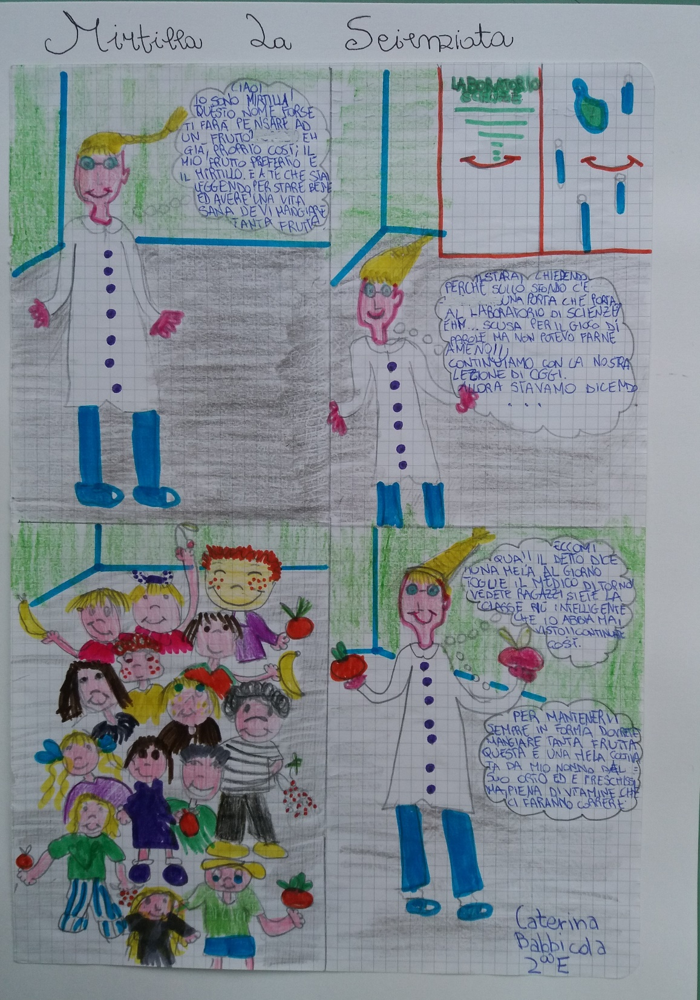 Mirtilla La Scienziata
CIAO!
IO SONO MIRTILLA!
QUESTO NOME FORSE
TI FARÀ PENSARE AD
UN FRUTTO? EH
GIÀ, PROPRIO COSÌ; IL
MIO FRUTTO PREFERITO È
IL MIRTILLO. E A TE CHE STAI
LEGGENDO, PER STARE BENE
ED AVERE UNA VITA
SANA DEVI MANGIARE
TANTA FRUTTA.
LABORATORIO
SCIENZE
TI STARAI CHIEDENDO
PERCHÉ SULLO SFONDO C'È
UNA PORTA CHE PORTA
AL LABORATORIO DI SCIENZE?
EHM... SCUSA PER IL GIOCO DI
PAROLE MA NON POTEVO FARNE
AMENO!!!
CONTINUIAMO CON LA NOSTRA
LEZIONE DI OGGI.
ALLORA STAVAMO DICENDO
...
ECCOMI
QUA!! IL DETTO DICE
"UNA MELA AL GIORNO
TOGLIE IL MEDICO DI TORNO"
VEDETE RAGAZZI SIETE LA
CLASSE PIÙ INTELLIGENTE
CHE IO ABBIA MAI
VISTO!! CONTINUATE
COSÌ.
PER MANTENERVI
SEMPRE IN FORMA DOVRETE
MANGIARE TANTA FRUTTA
QUESTA È UNA MELA COLTIVA
TA DA MIO NONNO DAL
SUO ORTO ED È FRESCHISSI
MA, PIENA DI VITAMINE CHE
CI FARANNO CORRERE
Caterina
Babbicola
2ª E